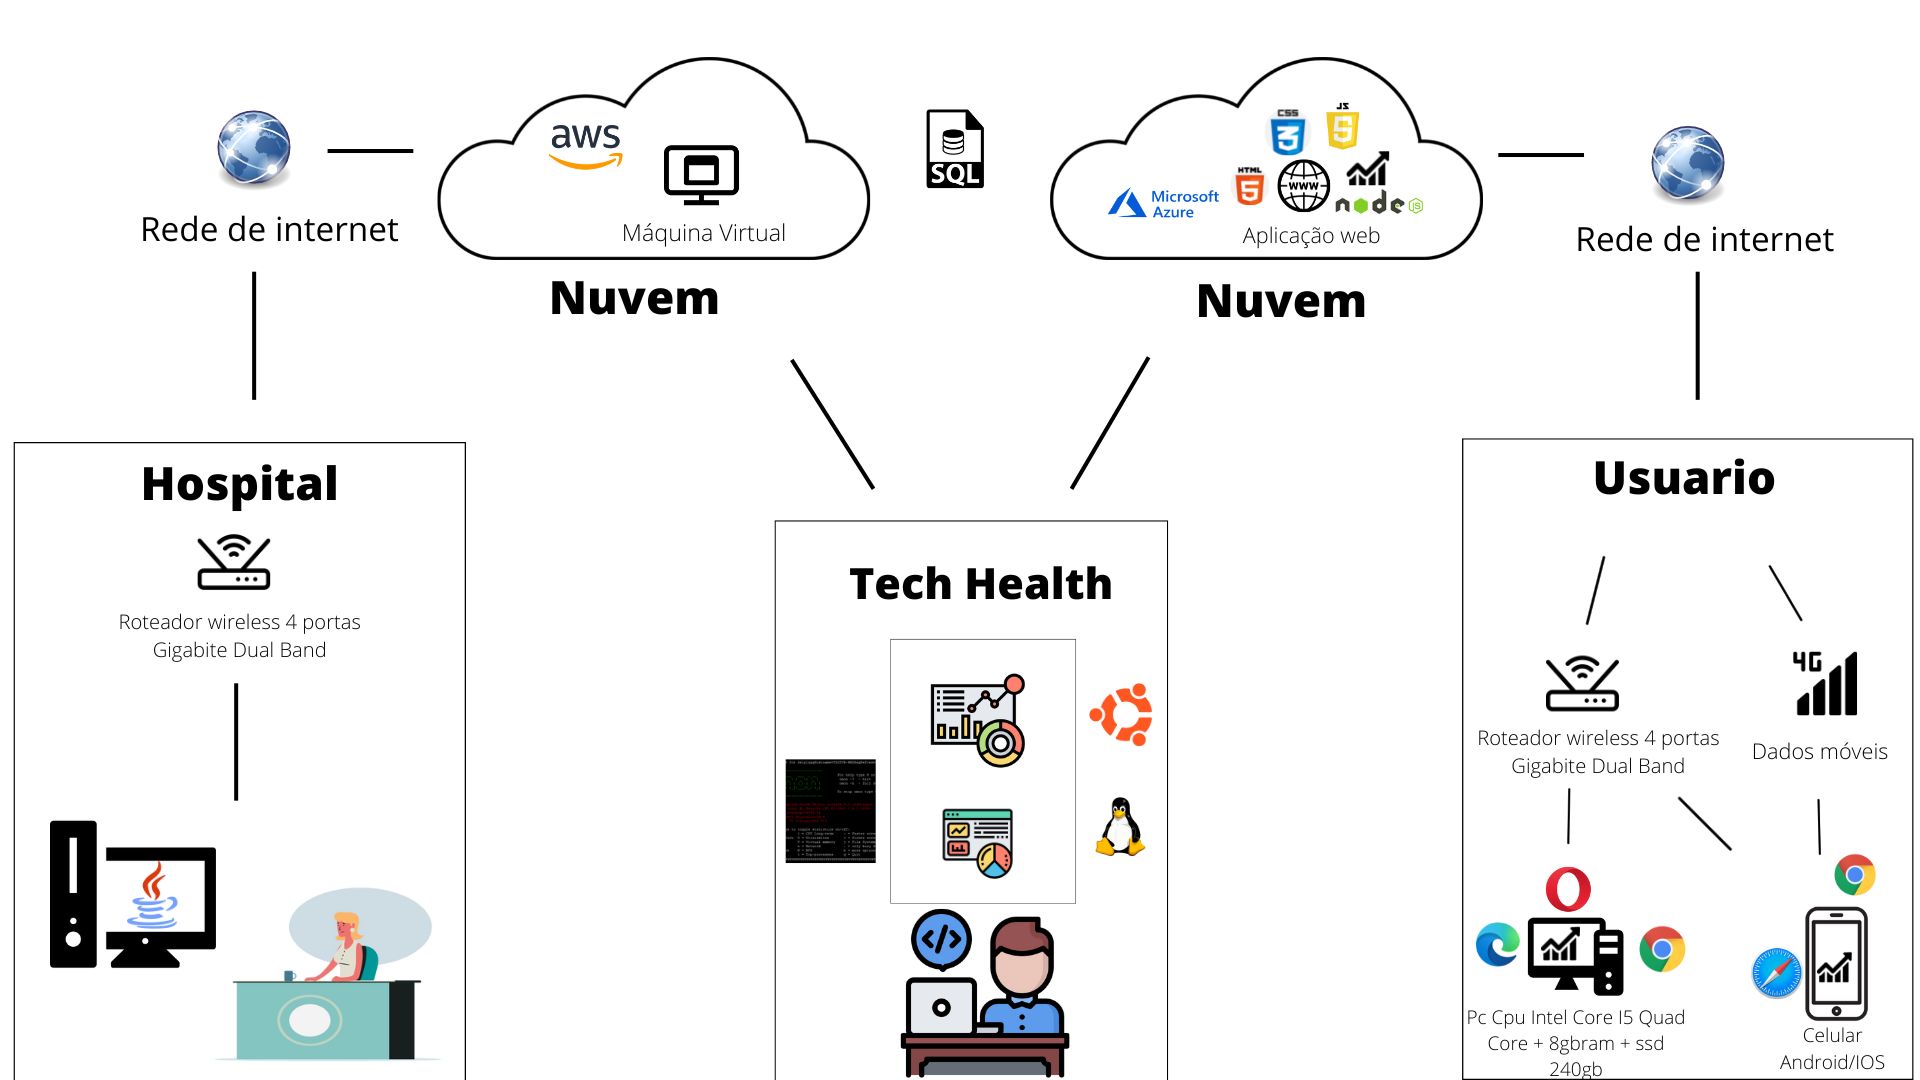 aws
Máquina Virtual
Nuvem
SQL
CSS
3
JS
HTML
5
www
node
JS
Microsoft
Azure
Aplicação web
Nuvem
Rede de internet
Rede de internet
Hospital
Roteador wireless 4 portas
Gigabite Dual Band
Tech Health
</>
Usuario
4G
Roteador wireless 4 portas
Gigabite Dual Band
Dados móveis
Pc Cpu Intel Core I5 Quad
Core + 8gbram + ssd
240gb
Celular
Android/IOS